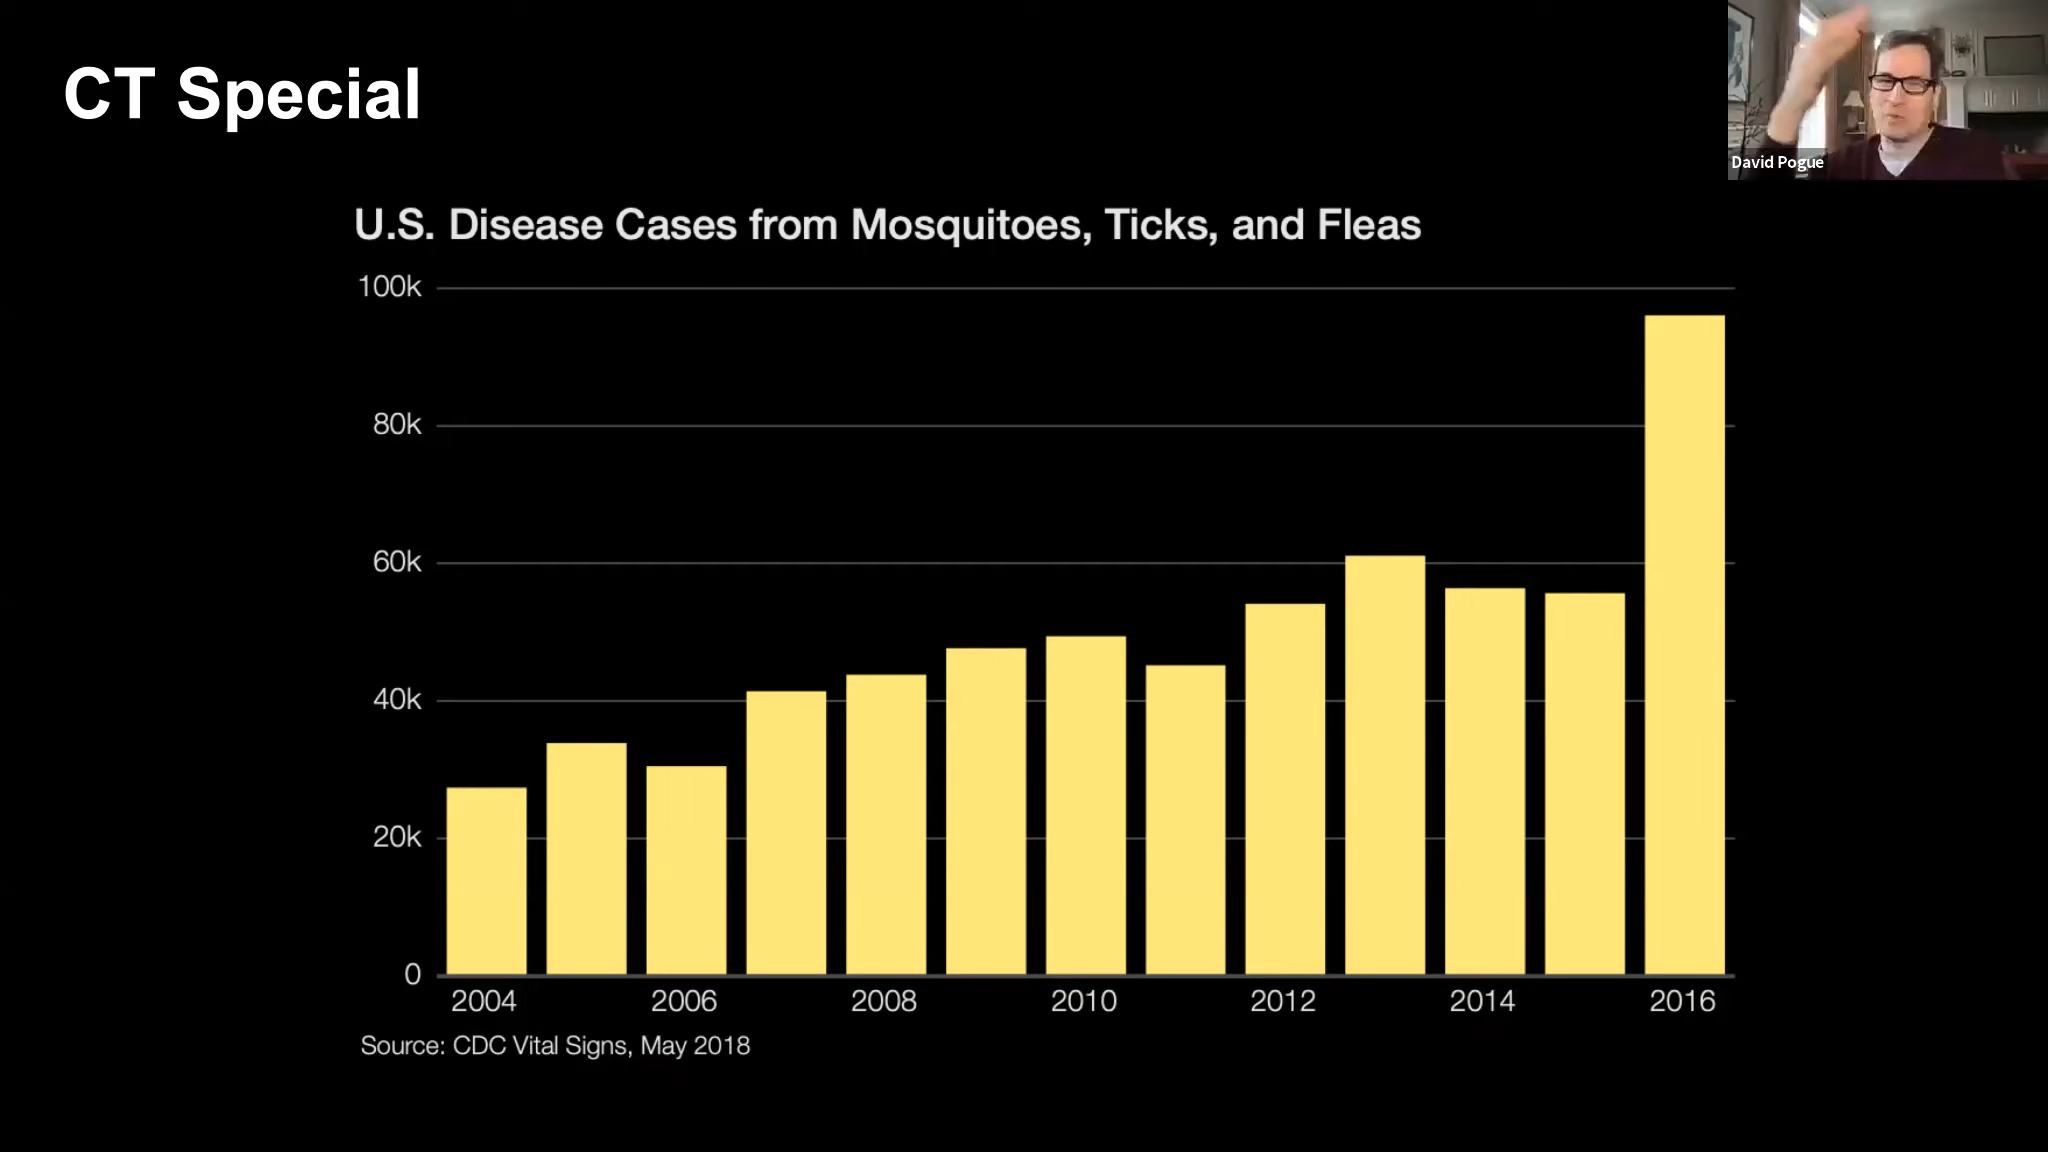 CT Special
David Pogue
U.S. Disease Cases from Mosquitoes, Ticks, and Fleas
100k
80k
60k
40k
20k
0
2004 2006 2008 2010 2012 2014 2016
Source: CDC Vital Signs, May 2018